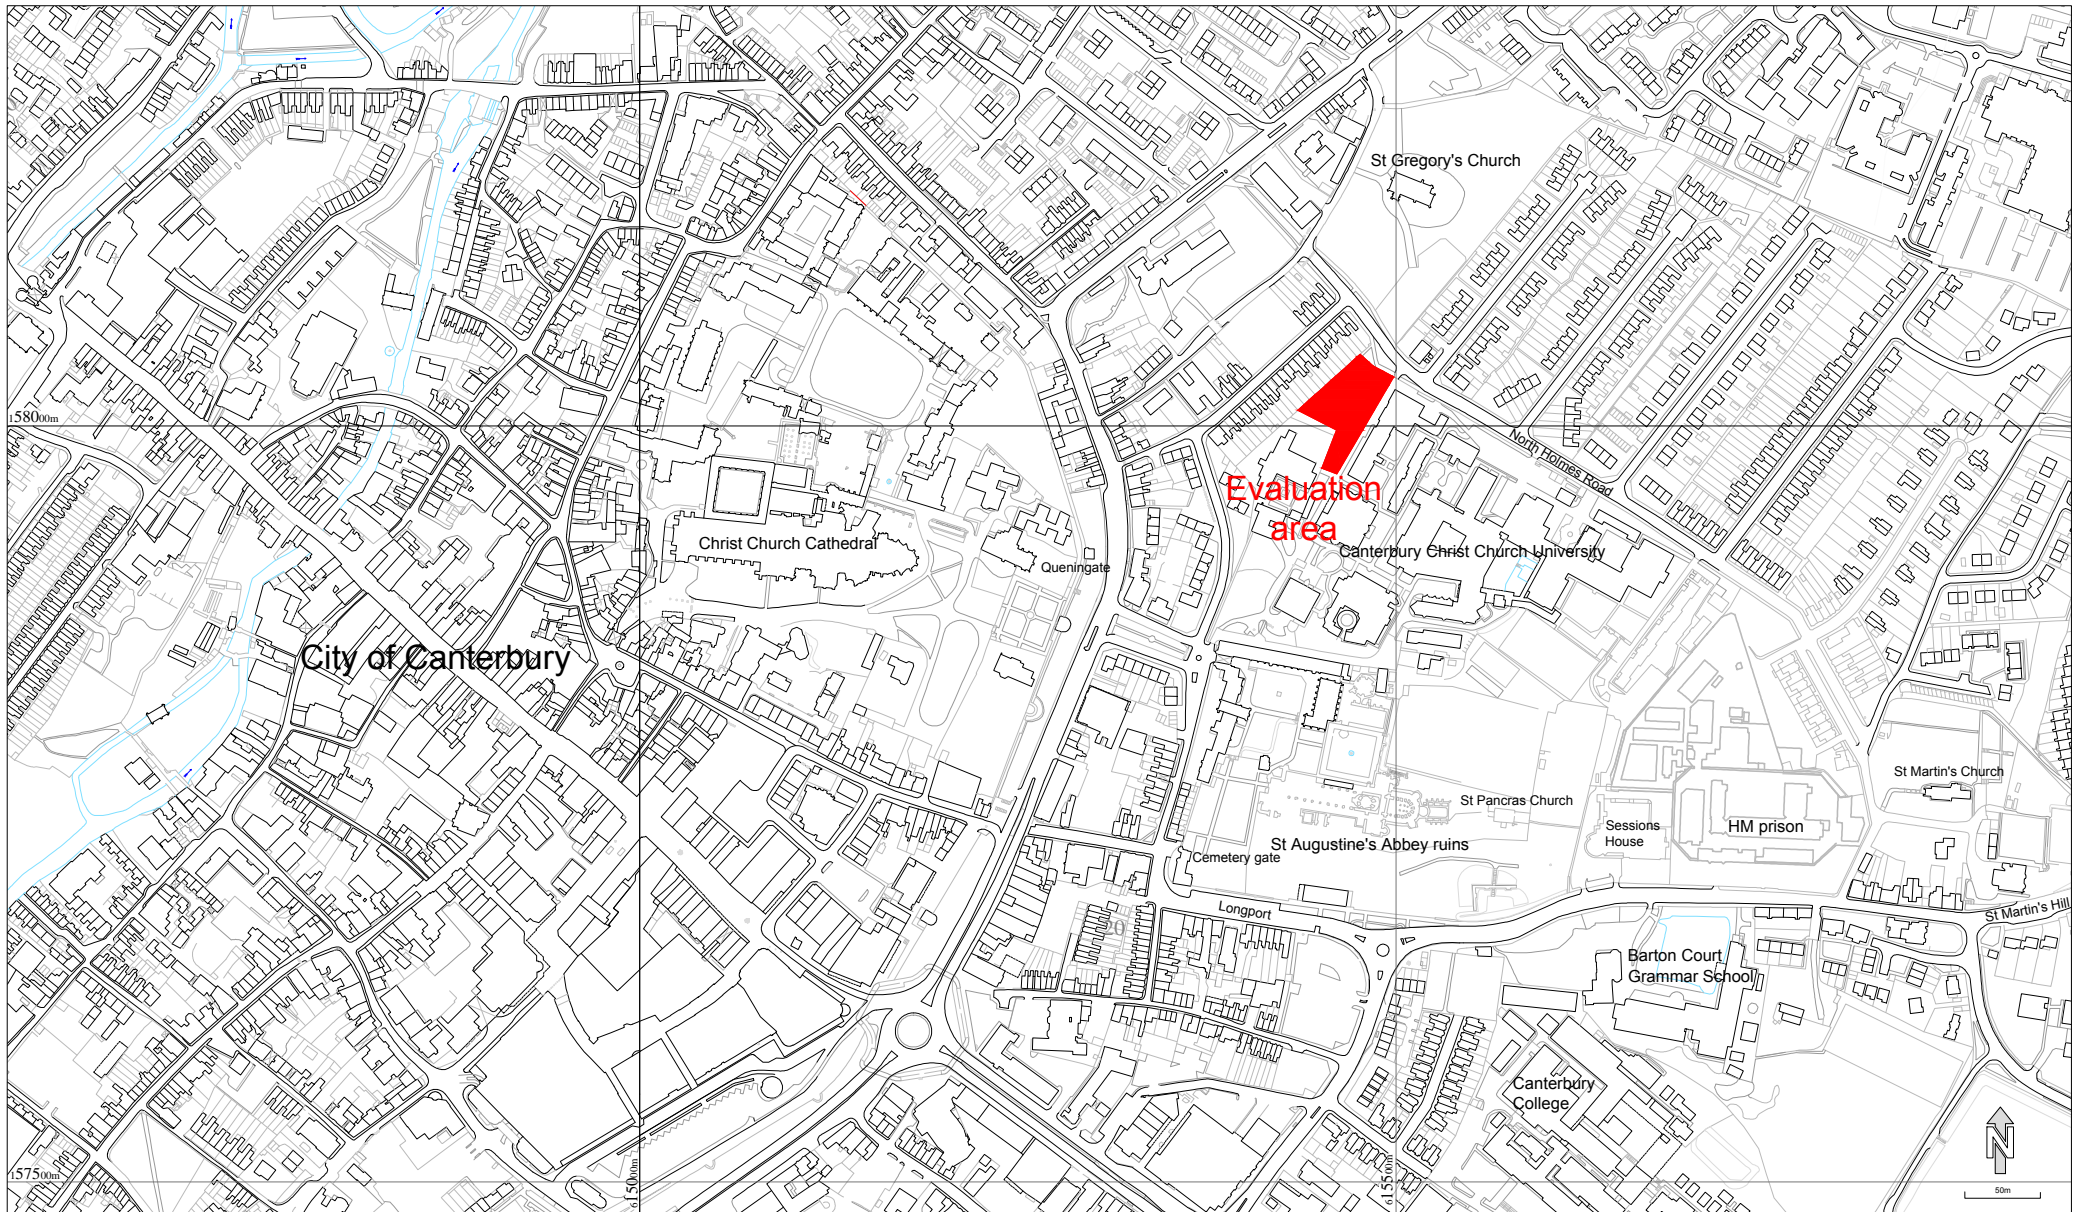 St Gregory's Church
158000m
North Holmes Road
Evaluation
area
Christ Church Cathedral
Canterbury Christ Church University
Queningate
City of Canterbury
St Martin's Church
St Pancras Church
Sessions
House
HM prison
St Augustine's Abbey ruins
Cemetery gate
Longport
St Martin's Hill
20
Barton Court
Grammar School
Canterbury
College
N
157500m
615000m
615500m
50m